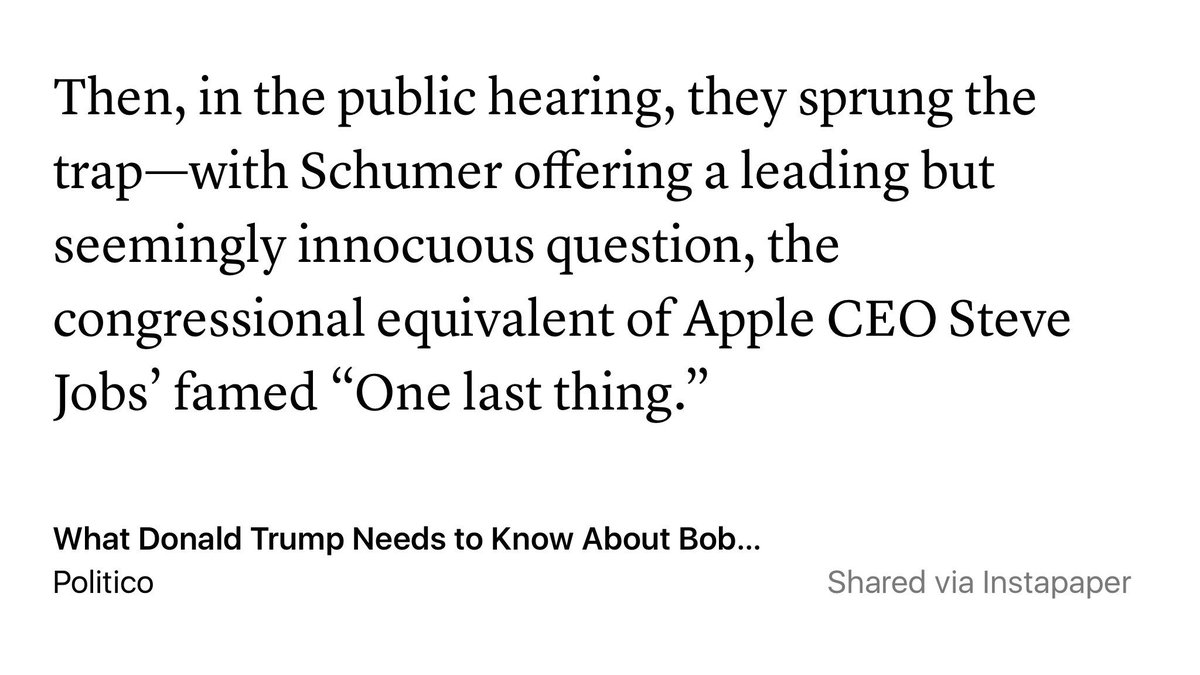 Then, in the public hearing, they sprung the
trap—with Schumer offering a leading but
seemingly innocuous question, the
congressional equivalent of Apple CEO Steve
Jobs’ famed “One last thing.”
What Donald Trump Needs to Know About Bob...
Politico
Shared via Instapaper